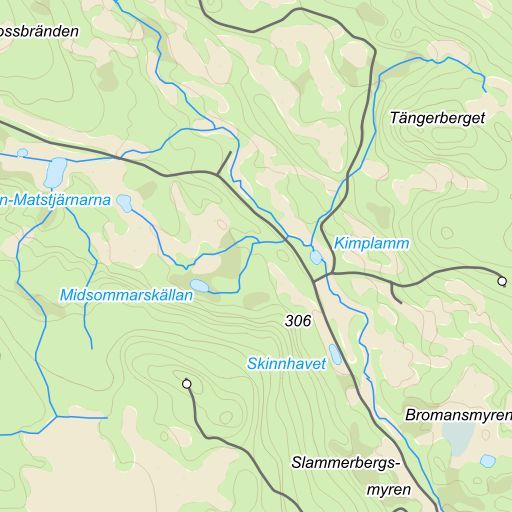 ossbränden
Tängerberget
n-Matstjärnarna
Kimplamm
Midsommarskällan
306
Skinnhavet
Bromansmyren
Slammerbergs-
myren